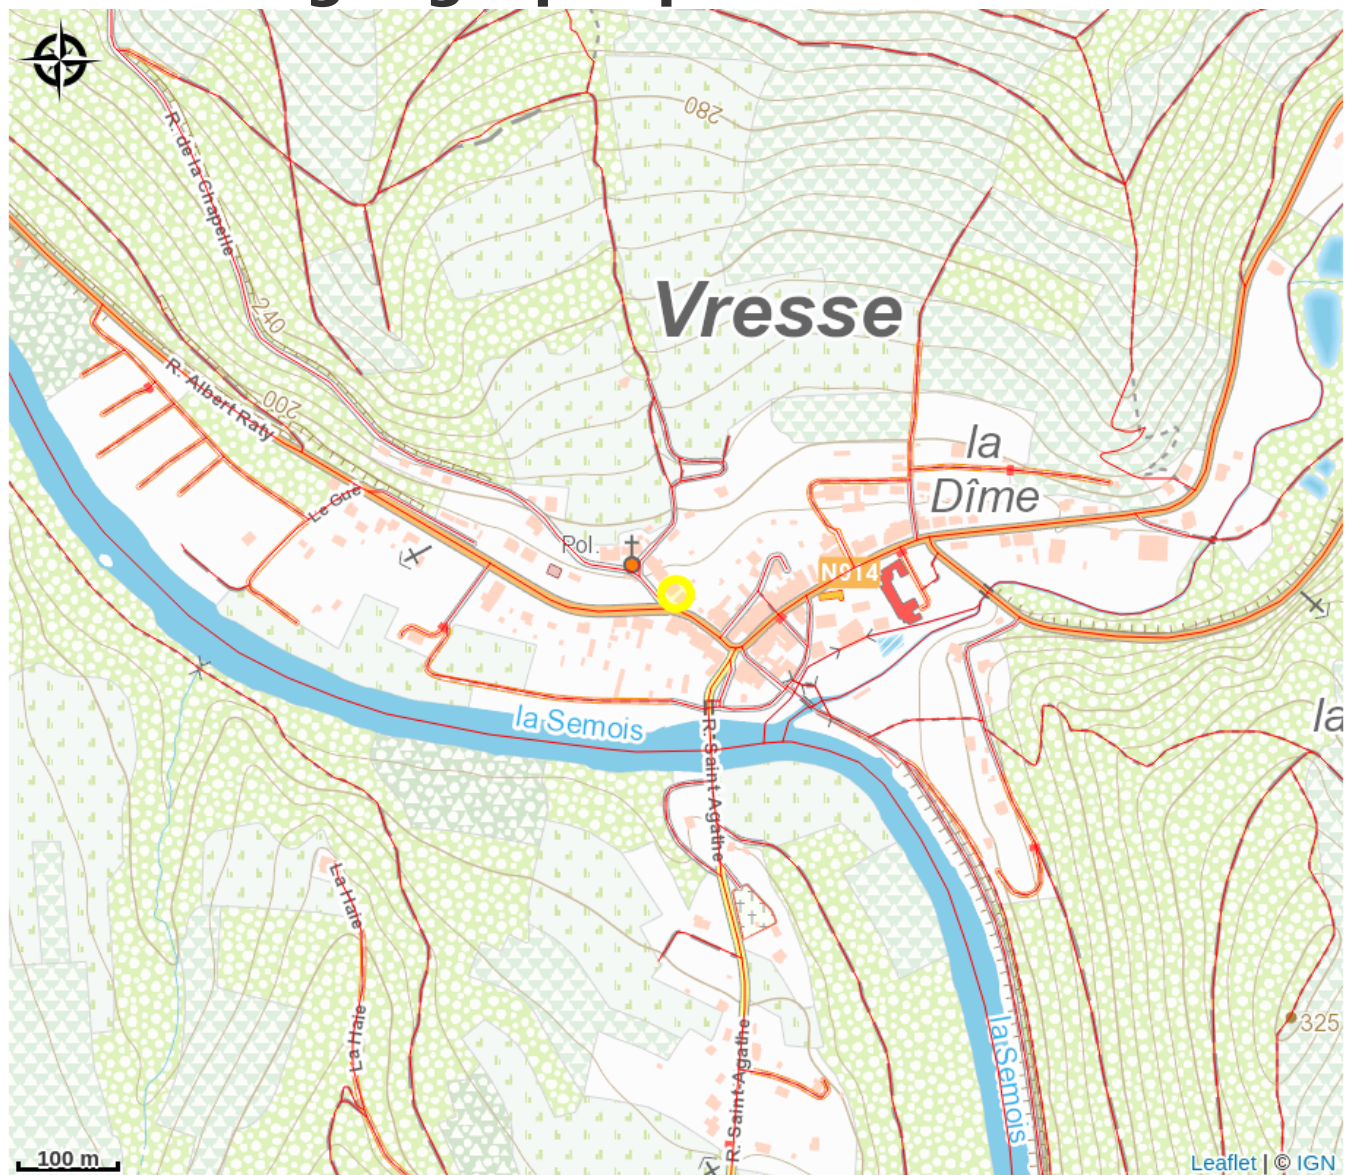 R. de la Chapelle
280
240
Vresse
R. Albert Raty
200
la
Dîme
Le Gue
Pol.
N914
la Semois
R. Saint Agathe
la
La Haie
La Haie
la Semois
325
R. Saint-Agathe
100 m
Leaflet | © IGN